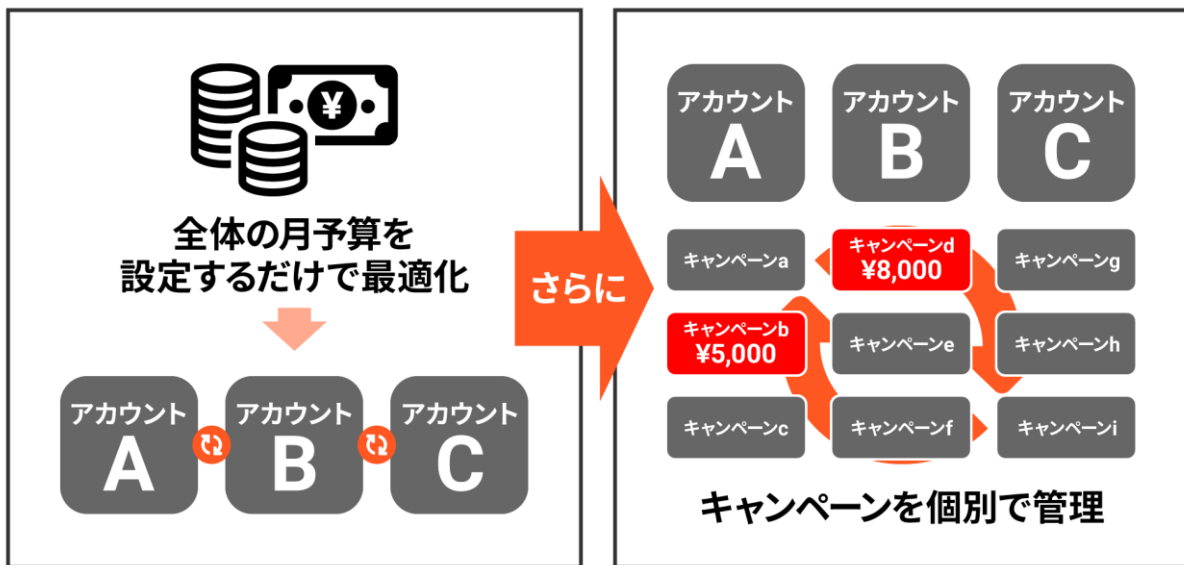 ¥
全体の月予算を
設定するだけで最適化
アカウント
A
アカウント
B
アカウント
C
さらに
アカウント
A
アカウント
B
アカウント
C
キャンペーンa
キャンペーンd
¥8,000
キャンペーンg
キャンペーンb
¥5,000
キャンペーンe
キャンペーンh
キャンペーンc
キャンペーンf
キャンペーンi
キャンペーンを個別で管理